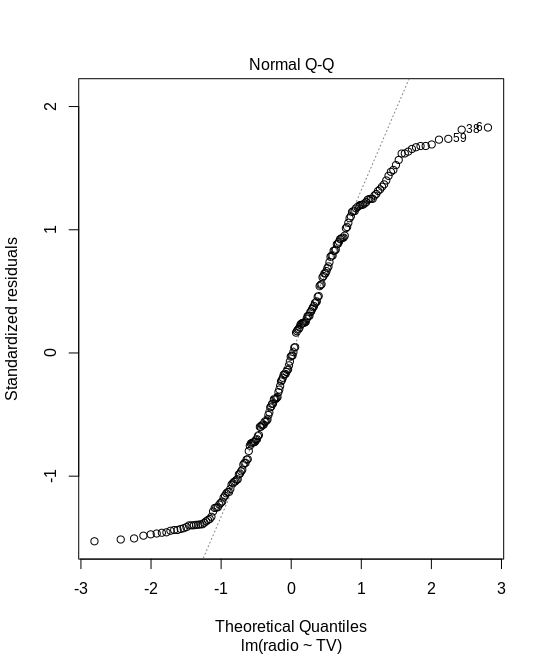 Normal Q-Q
Standardized residuals
2
1
0
-1
38
6
59
-3 -2 -1 0 1 2 3
Theoretical Quantiles
lm(radio ~ TV)